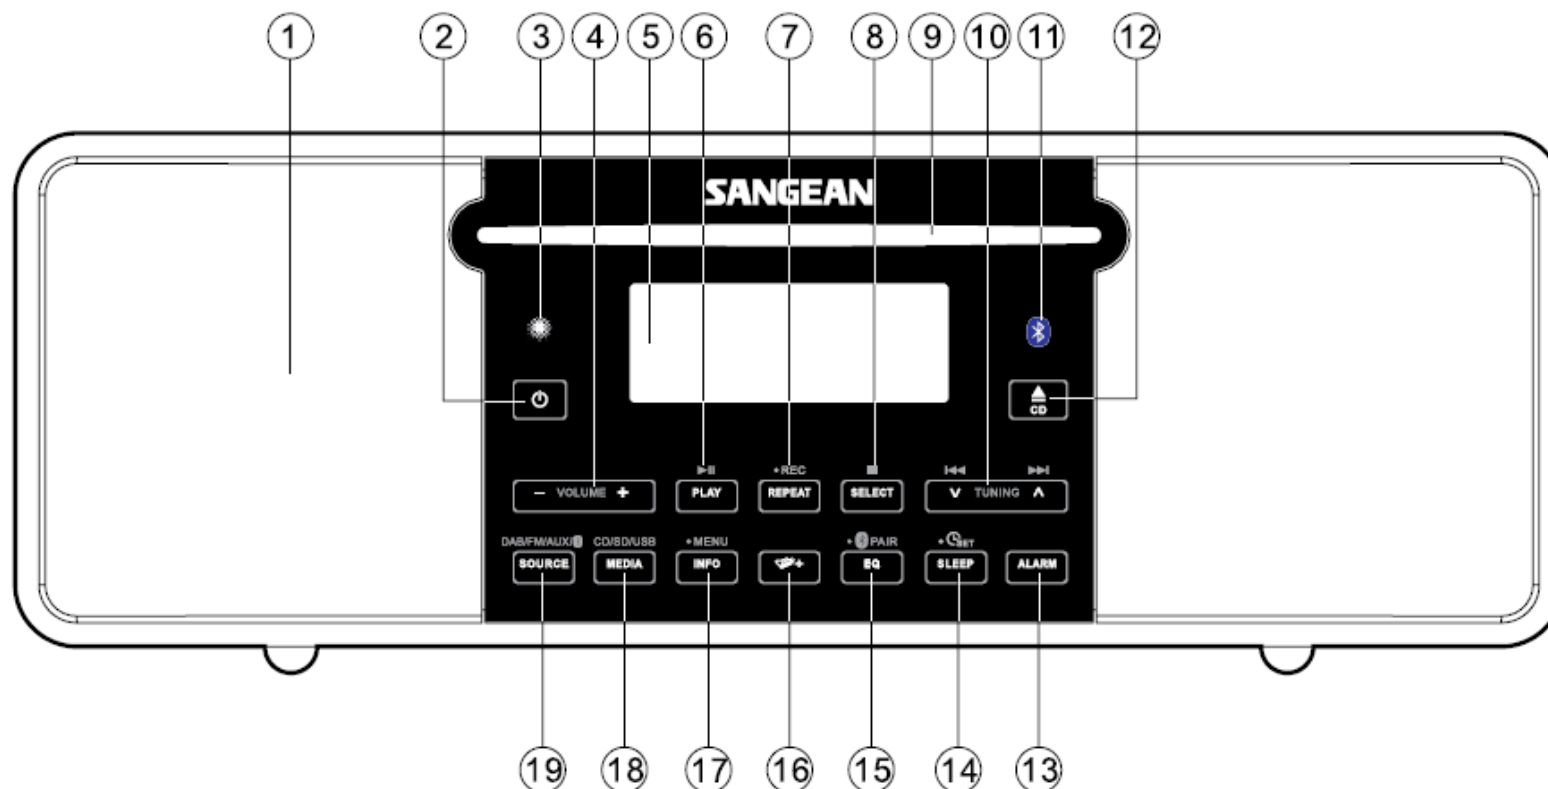 1 2 3 4 5 6 7 8 9 10 11 12
SANGEAN
CD
•REC
− VOLUME + PLAY REPEAT SELECT ∨ TUNING ∧
DAB/FM/AUX/ CD/SD/USB •MENU • PAIR • SET
SOURCE MEDIA INFO + EQ SLEEP ALARM
19 18 17 16 15 14 13